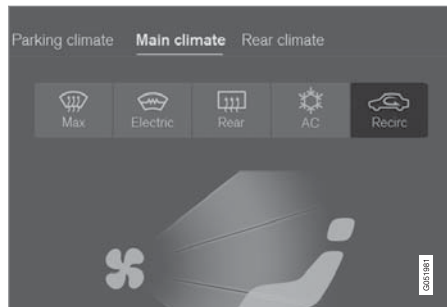 Parking climate Main climate Rear climate
Max Electric Rear AC Recirc
G051981